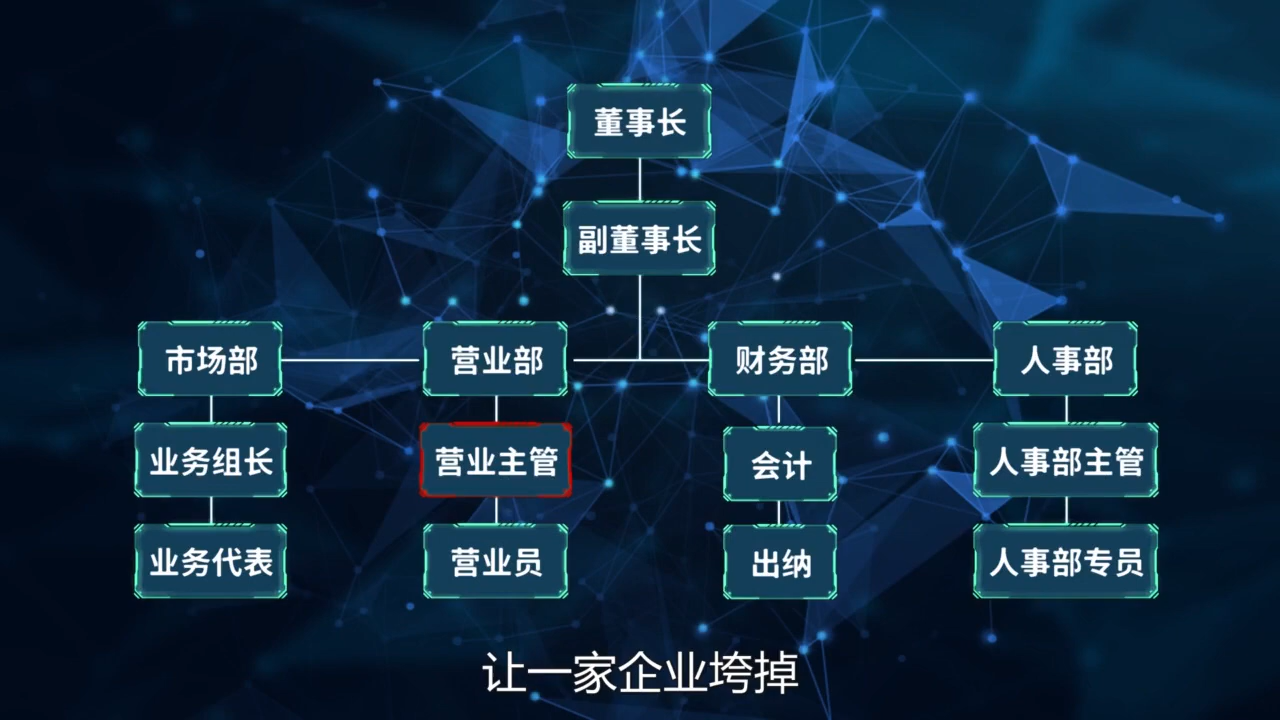 董事长
副董事长
市场部
营业部
财务部
人事部
业务组长
营业主管
会计
人事部主管
业务代表
营业员
出纳
人事部专员
让一家企业垮掉